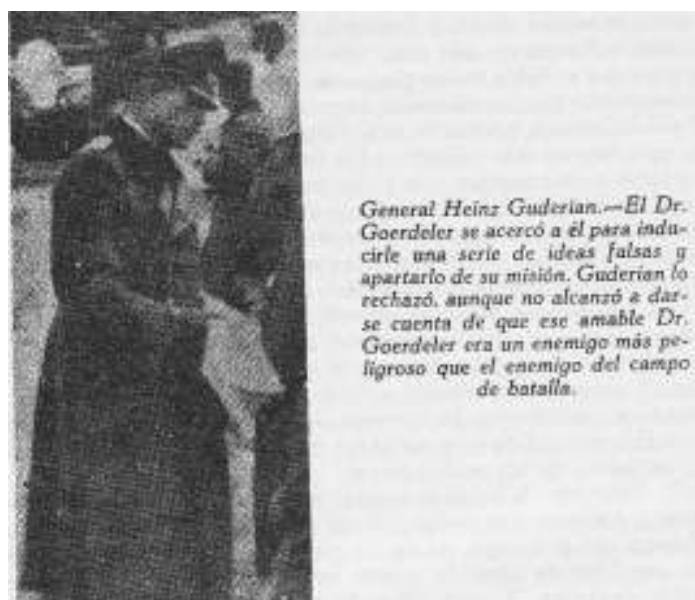 General Heinz Guderian.—El Dr.
Goerdeler se acercó a él para indu-
cirle una serie de ideas falsas y
apartarlo de su misión. Guderian lo
rechazó, aunque no alcanzó a dar-
se cuenta de que ese amable Dr.
Goerdeler era un enemigo más pe-
ligroso que el enemigo del campo
de batalla.